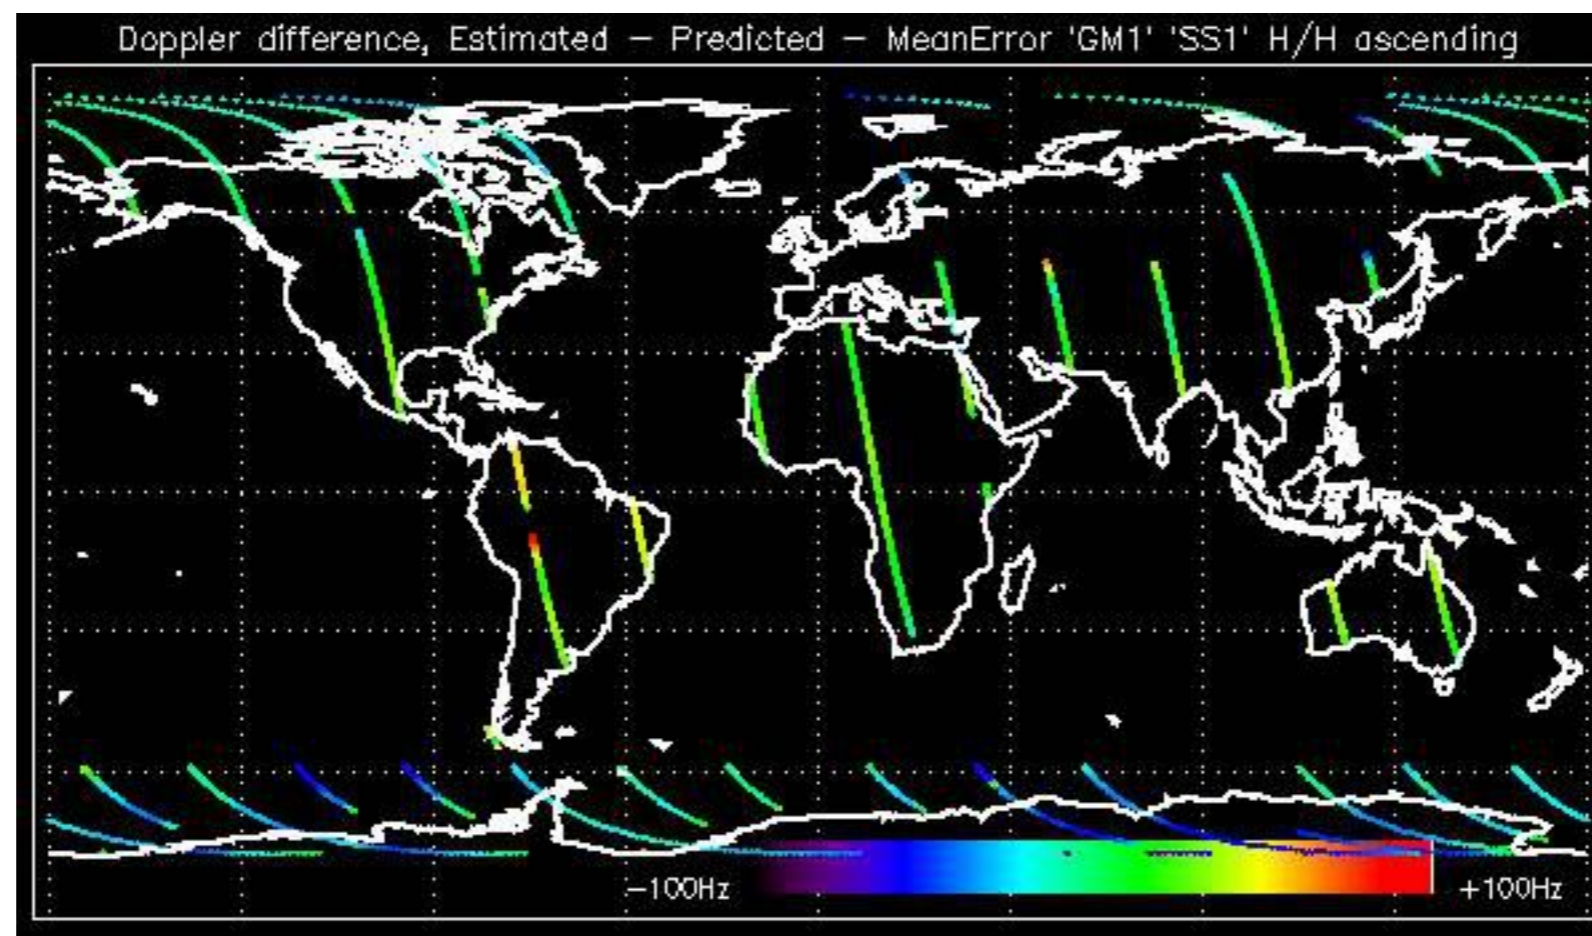 Doppler difference, Estimated — Predicted — MeanError 'GM1' 'SS1' H/H ascending
−100Hz
+100Hz